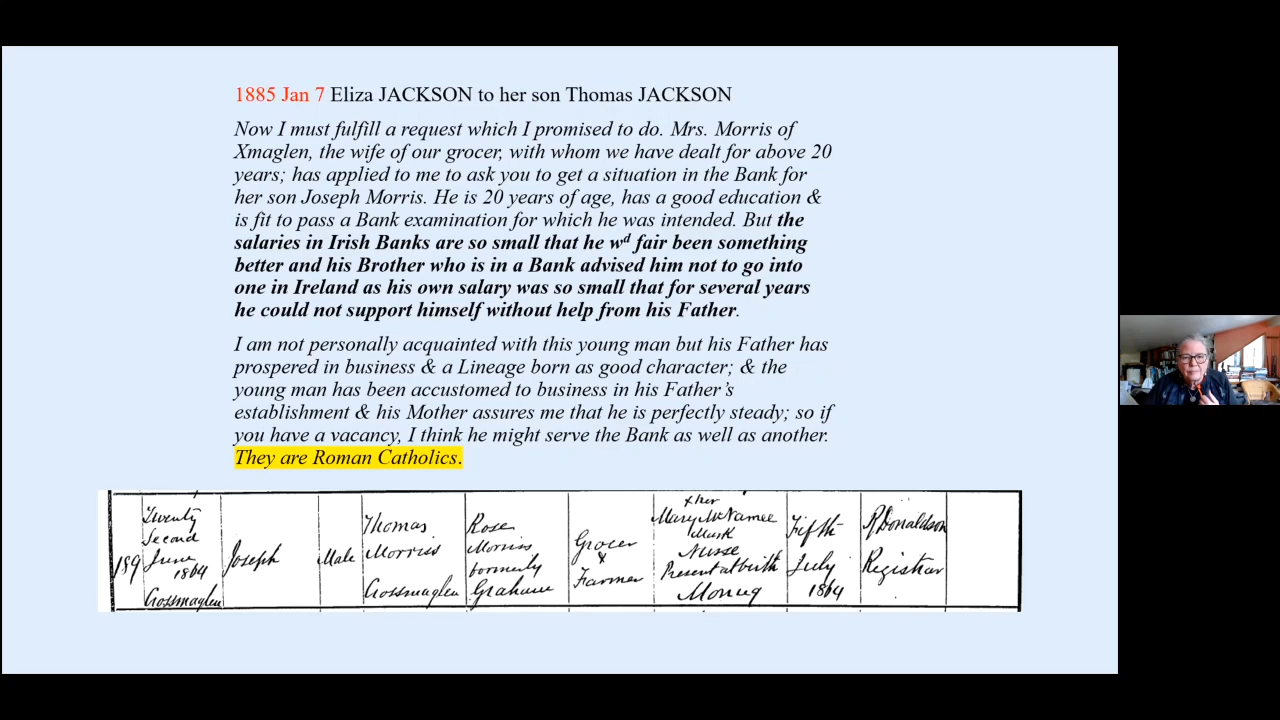 1885 Jan 7 Eliza JACKSON to her son Thomas JACKSON
Now I must fulfill a request which I promised to do. Mrs. Morris of
Xmaglen, the wife of our grocer, with whom we have dealt for above 20
years; has applied to me to ask you to get a situation in the Bank for
her son Joseph Morris. He is 20 years of age, has a good education &
is fit to pass a Bank examination for which he was intended. But the
salaries in Irish Banks are so small that he wd fair been something
better and his Brother who is in a Bank advised him not to go into
one in Ireland as his own salary was so small that for several years
he could not support himself without help from his Father.
I am not personally acquainted with this young man but his Father has
prospered in business & a Lineage born as good character; & the
young man has been accustomed to business in his Father's
establishment & his Mother assures me that he is perfectly steady; so if
you have a vacancy, I think he might serve the Bank as well as another.
They are Roman Catholics.
189
Twenty
Second
June
1864
Crossmaglen
Joseph
Male
Thomas
Morriss
Crossmaglen
Rose
Morriss
formerly
Grahame
Grocer
&
Farmer
x her
Mary McNamee
Mark
Nurse
Present at birth
Monug
Fifth
July
1864
R Donaldson
Registrar